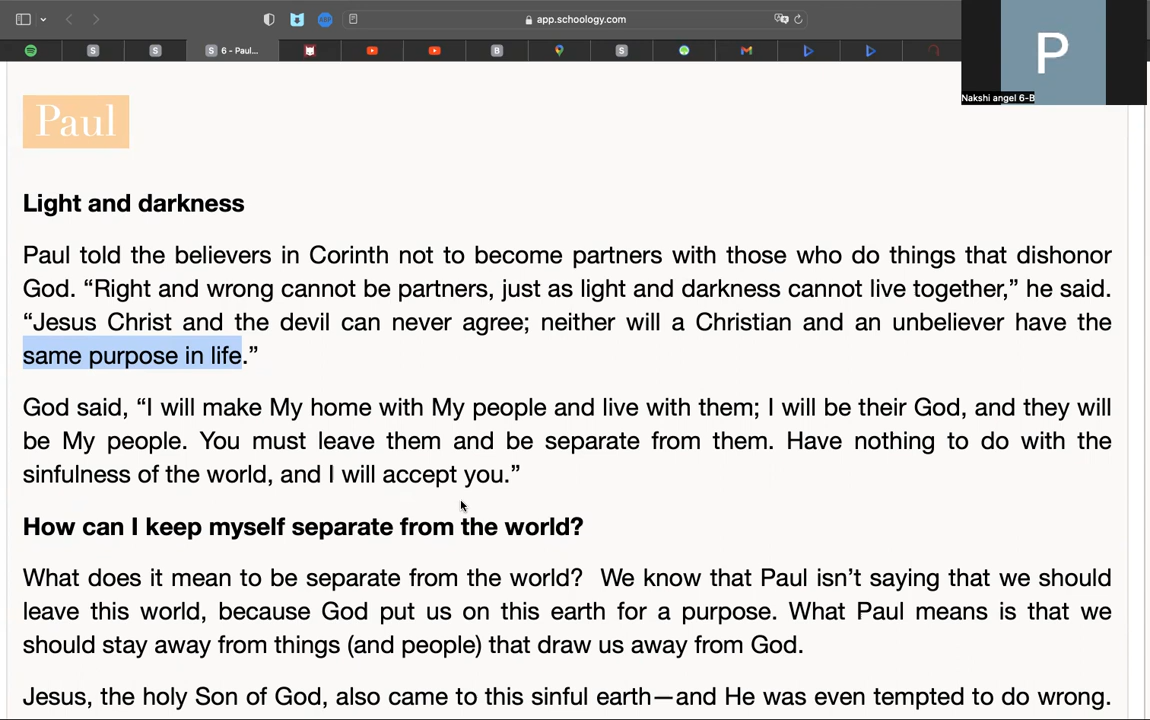 app.schoology.com
ABP
S
S
S 6 - Paul...
B
S
P
Nakshi angel 6-B
Paul
Light and darkness
Paul told the believers in Corinth not to become partners with those who do things that dishonor
God. “Right and wrong cannot be partners, just as light and darkness cannot live together,” he said.
“Jesus Christ and the devil can never agree; neither will a Christian and an unbeliever have the
same purpose in life.”
God said, “I will make My home with My people and live with them; I will be their God, and they will
be My people. You must leave them and be separate from them. Have nothing to do with the
sinfulness of the world, and I will accept you.”
How can I keep myself separate from the world?
What does it mean to be separate from the world?  We know that Paul isn’t saying that we should
leave this world, because God put us on this earth for a purpose. What Paul means is that we
should stay away from things (and people) that draw us away from God.
Jesus, the holy Son of God, also came to this sinful earth—and He was even tempted to do wrong.